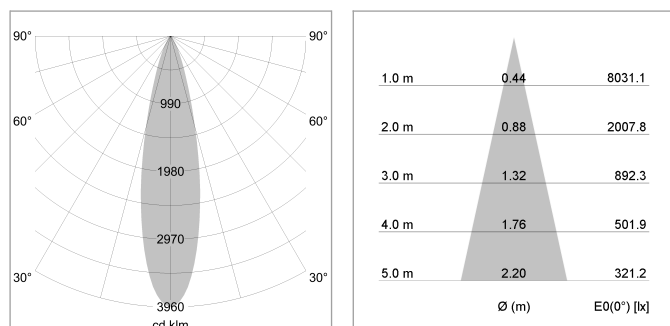 90° 90°
990
60° 60°
1980
2970
30° 30°
3960
cd klm
1.0 m 0.44 8031.1
2.0 m 0.88 2007.8
3.0 m 1.32 892.3
4.0 m 1.76 501.9
5.0 m 2.20 321.2
Ø (m) E0(0°) [lx]